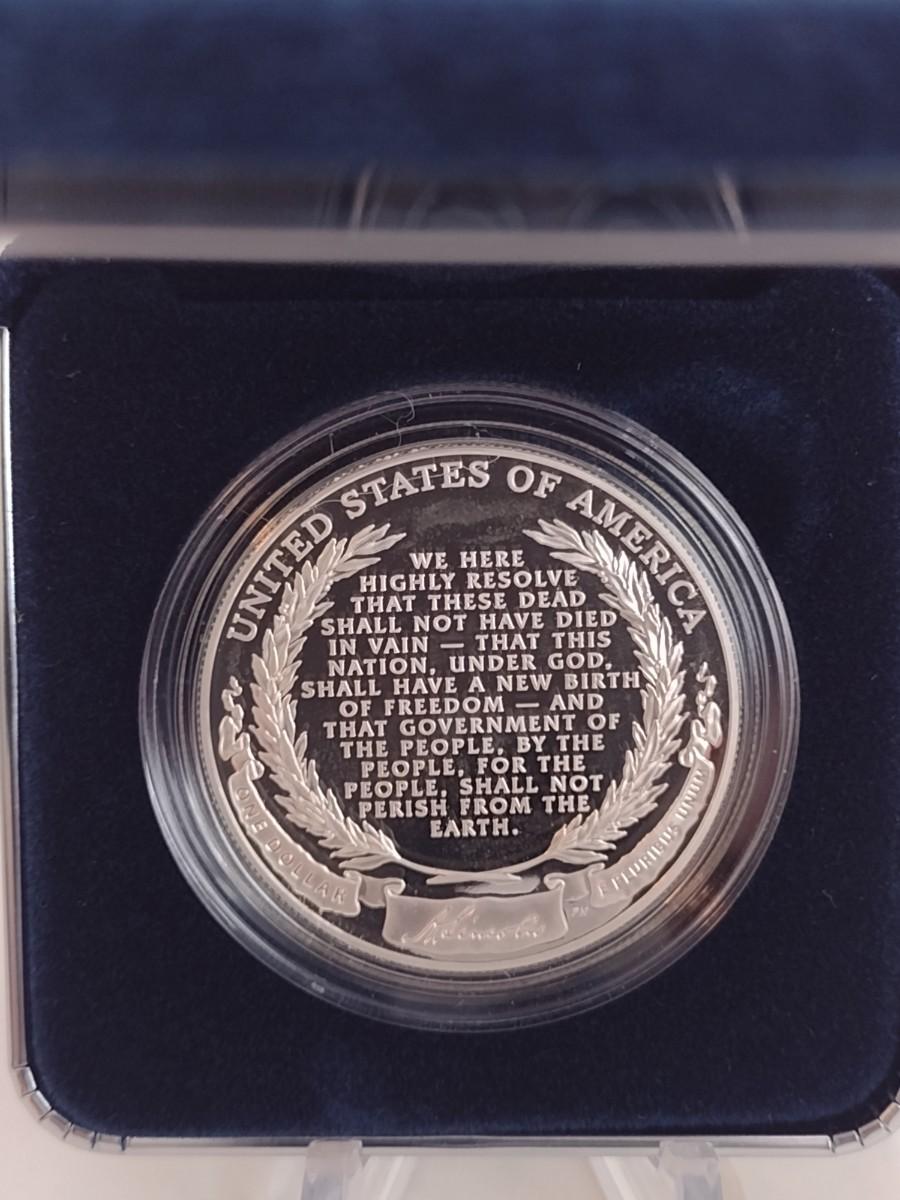 UNITED STATES OF AMERICA
WE HERE
HIGHLY RESOLVE
THAT THESE DEAD
SHALL NOT HAVE DIED
IN VAIN — THAT THIS
NATION, UNDER GOD,
SHALL HAVE A NEW BIRTH
OF FREEDOM — AND
THAT GOVERNMENT OF
THE PEOPLE, BY THE
PEOPLE, FOR THE
PEOPLE, SHALL NOT
PERISH FROM THE
EARTH.
ONE DOLLAR
A. Lincoln
E PLURIBUS UNUM